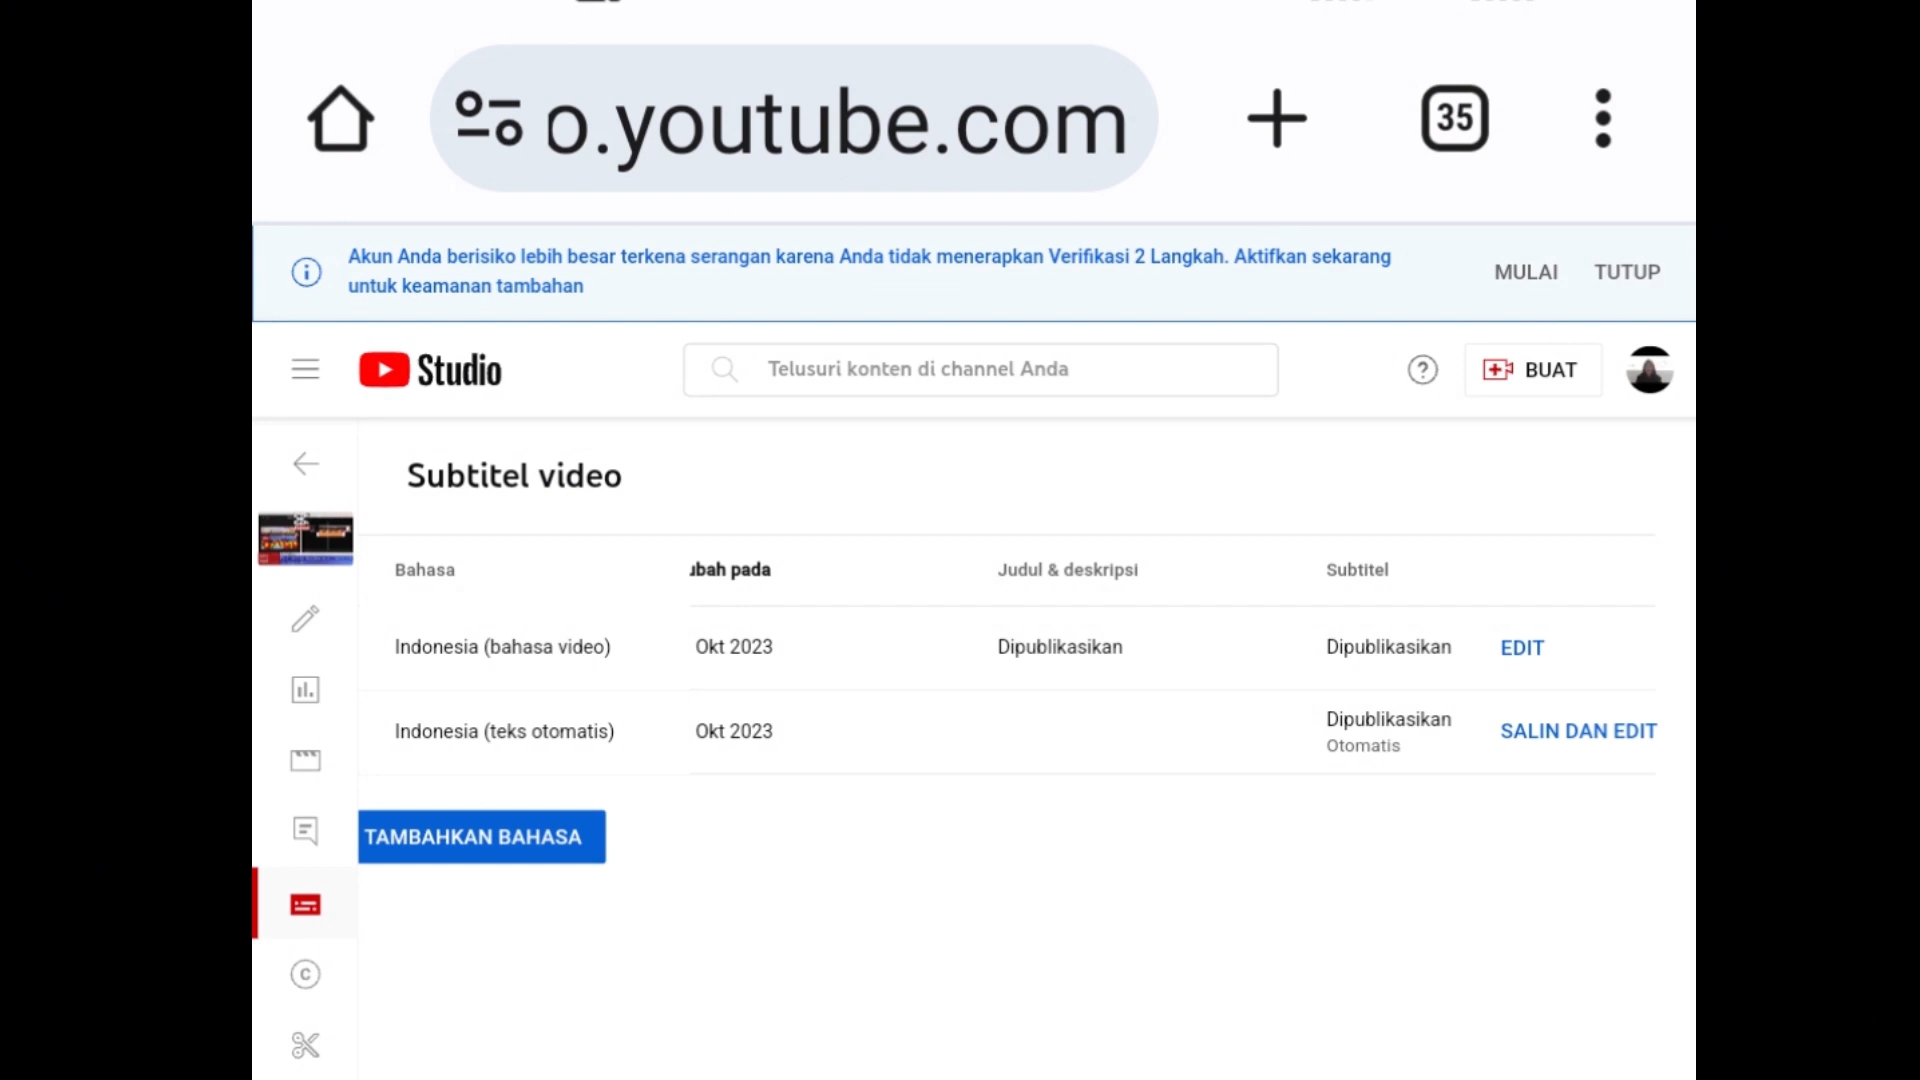 o.youtube.com
35
Akun Anda berisiko lebih besar terkena serangan karena Anda tidak menerapkan Verifikasi 2 Langkah. Aktifkan sekarang
untuk keamanan tambahan
MULAI
TUTUP
Studio
Telusuri konten di channel Anda
BUAT
Subtitel video
Bahasa
ubah pada
Judul & deskripsi
Subtitel
Indonesia (bahasa video)
Okt 2023
Dipublikasikan
Dipublikasikan
EDIT
Indonesia (teks otomatis)
Okt 2023
Dipublikasikan
Otomatis
SALIN DAN EDIT
TAMBAHKAN BAHASA